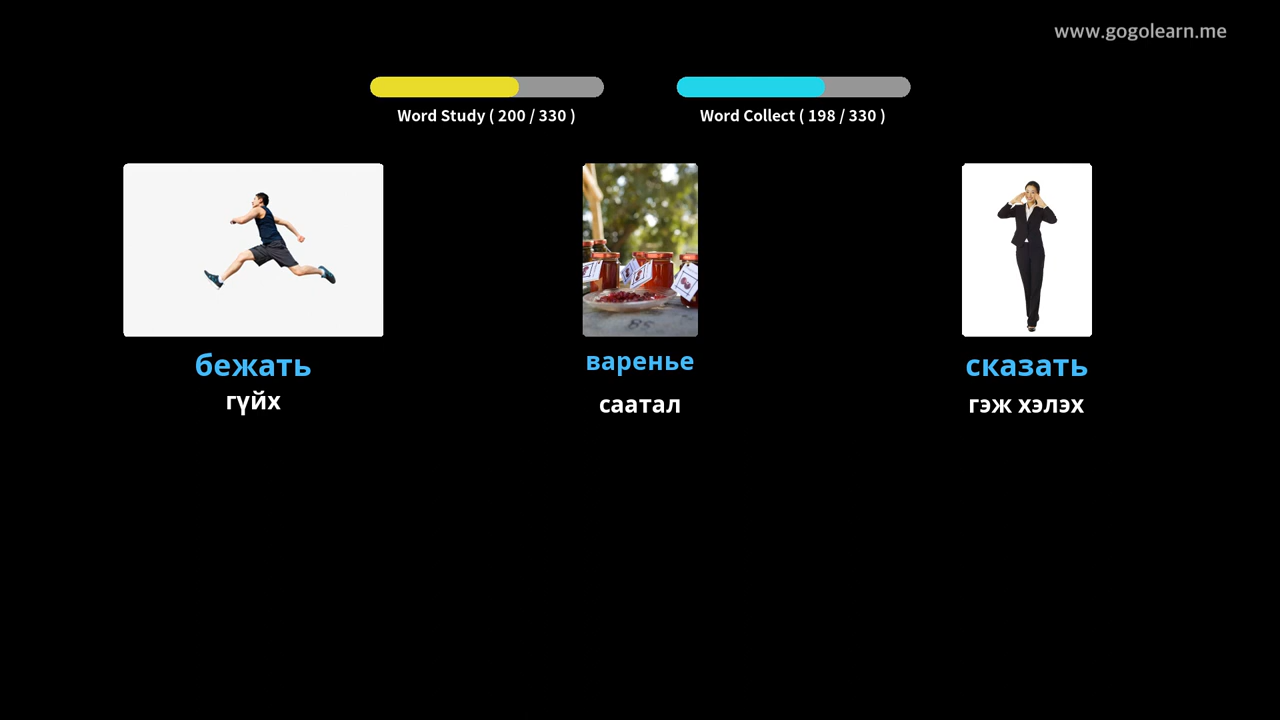 www.gogolearn.me
Word Study ( 200 / 330 )
Word Collect ( 198 / 330 )
бежать
гүйх
варенье
саатал
сказать
гэж хэлэх